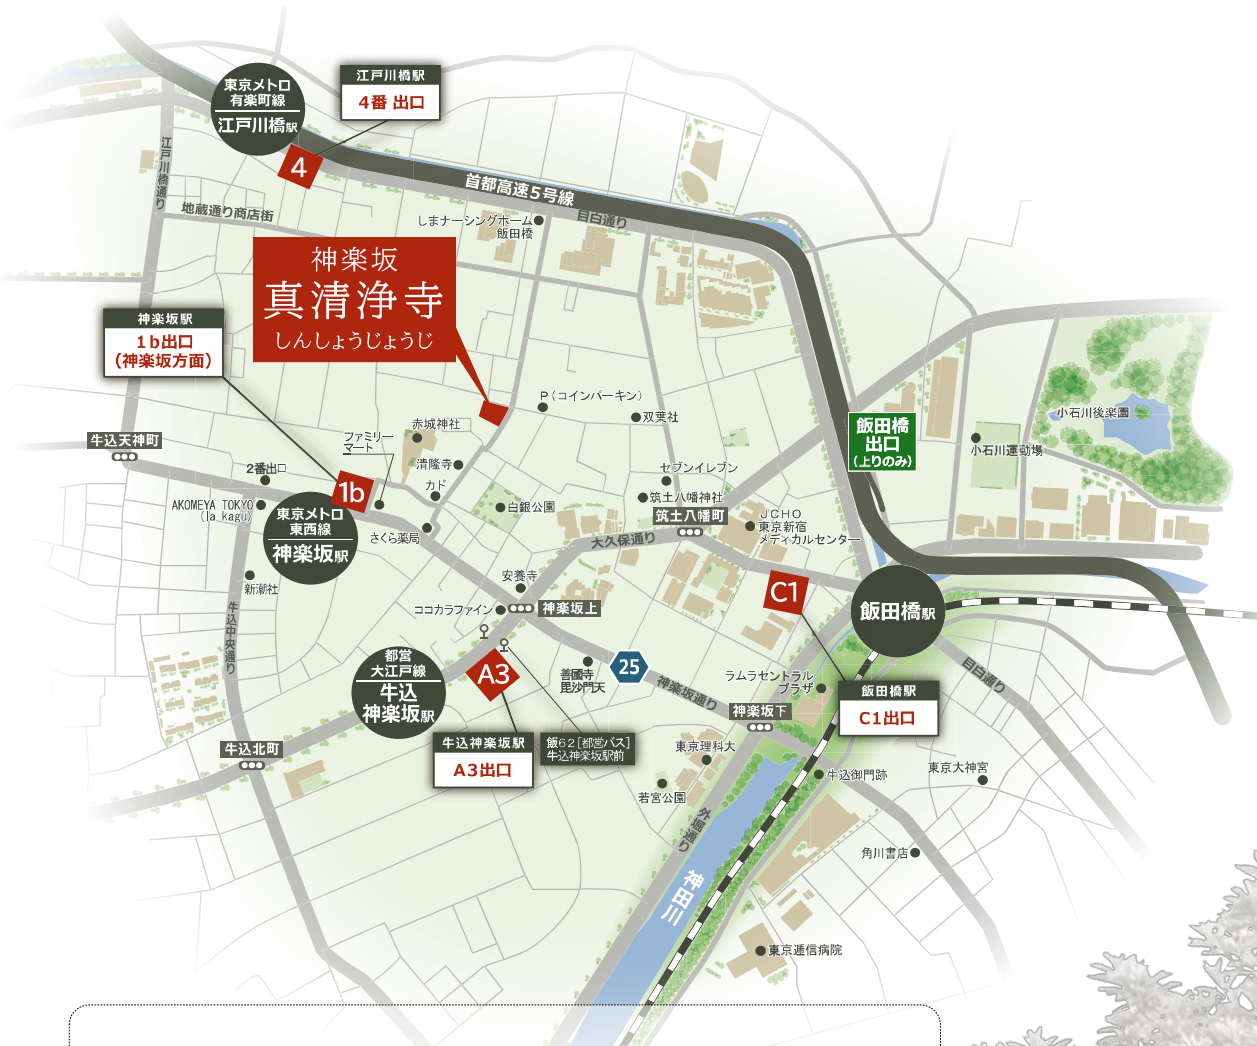 東京メトロ
有楽町線
江戸川橋駅
江戸川橋駅
4番 出口
4
首都高速5号線
目白通り
江戸川橋通り
地蔵通り商店街
しまナーシングホーム
飯田橋
神楽坂
真清浄寺
しんしょうじょうじ
神楽坂駅
1b出口
(神楽坂方面)
P(コインパーキン)
双葉社
飯田橋
出口
(上りのみ)
小石川後楽園
小石川運動場
赤城神社
ファミリー
マート
清隆寺
カド
牛込天神町
2番出口
1b
AKOMEYA TOKYO
(la kagu)
東京メトロ
東西線
神楽坂駅
さくら薬局
白銀公園
セブンイレブン
筑土八幡神社
筑土八幡町
JCHO
東京新宿
メディカルセンター
大久保通り
新潮社
安養寺
ココカラファイン
神楽坂上
C1
飯田橋駅
牛込中央通り
都営
大江戸線
牛込
神楽坂駅
A3
善國寺
毘沙門天
25
神楽坂通り
ラムラセントラル
プラザ
目白通り
飯田橋駅
C1出口
神楽坂下
牛込北町
牛込神楽坂駅
A3出口
飯62[都営バス]
牛込神楽坂駅前
東京理科大
若宮公園
牛込御門跡
東京大神宮
外堀通り
角川書店
神田川
東京逓信病院